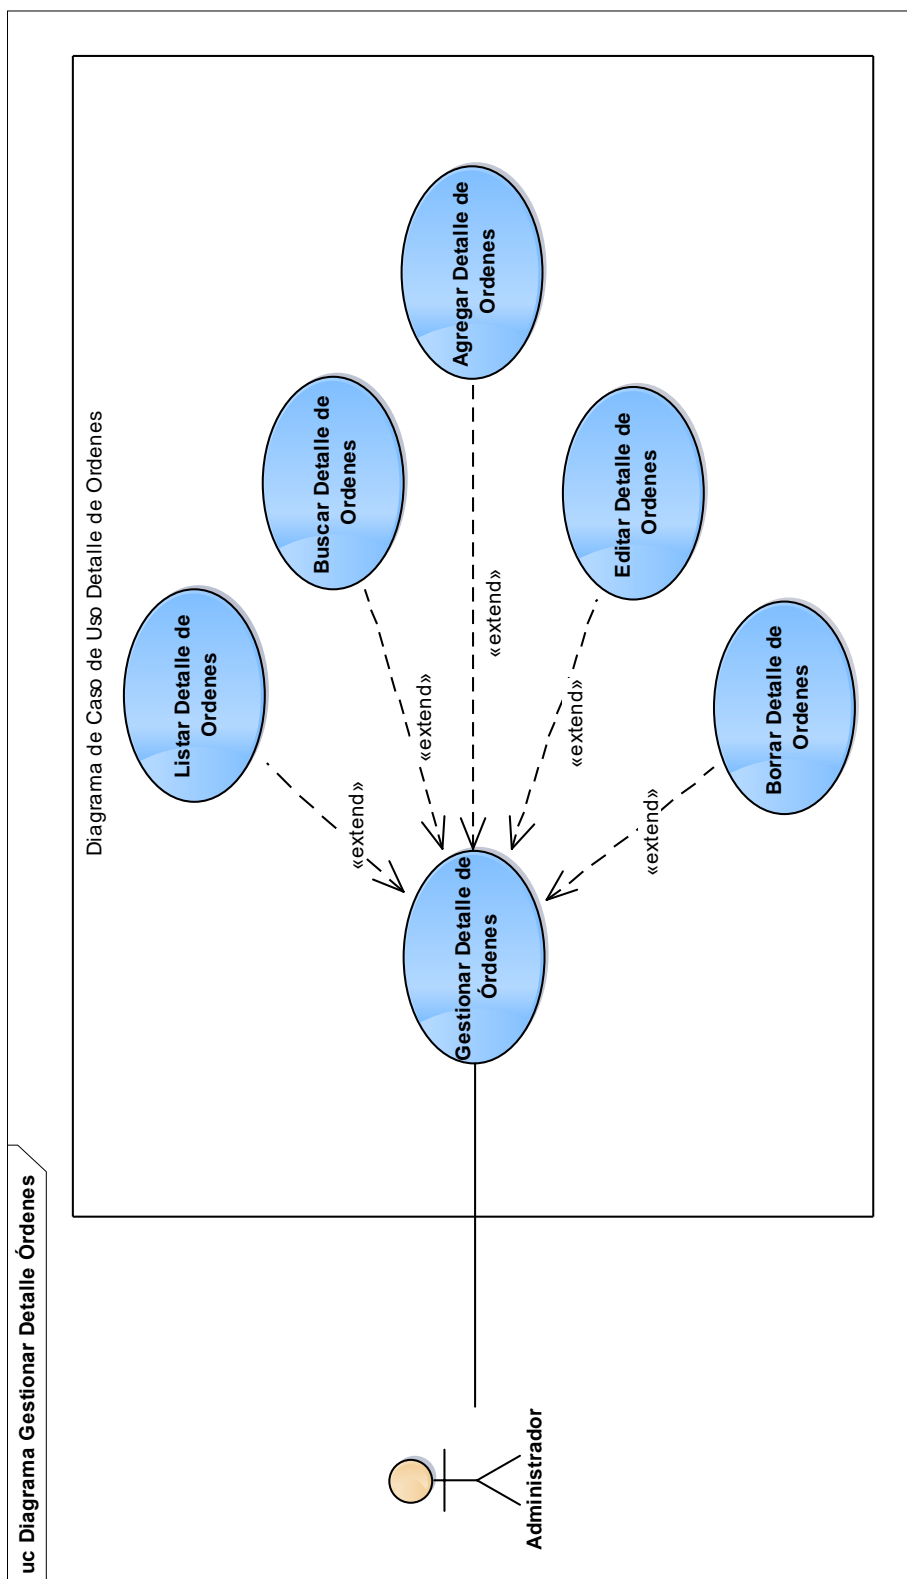 uc Diagrama Gestionar Detalle Órdenes
Diagrama de Caso de Uso Detalle de Ordenes
Administrador
Gestionar Detalle de
Órdenes
Listar Detalle de
Ordenes
Buscar Detalle de
Ordenes
Agregar Detalle de
Ordenes
Editar Detalle de
Ordenes
Borrar Detalle de
Ordenes
«extend»
«extend»
«extend»
«extend»
«extend»